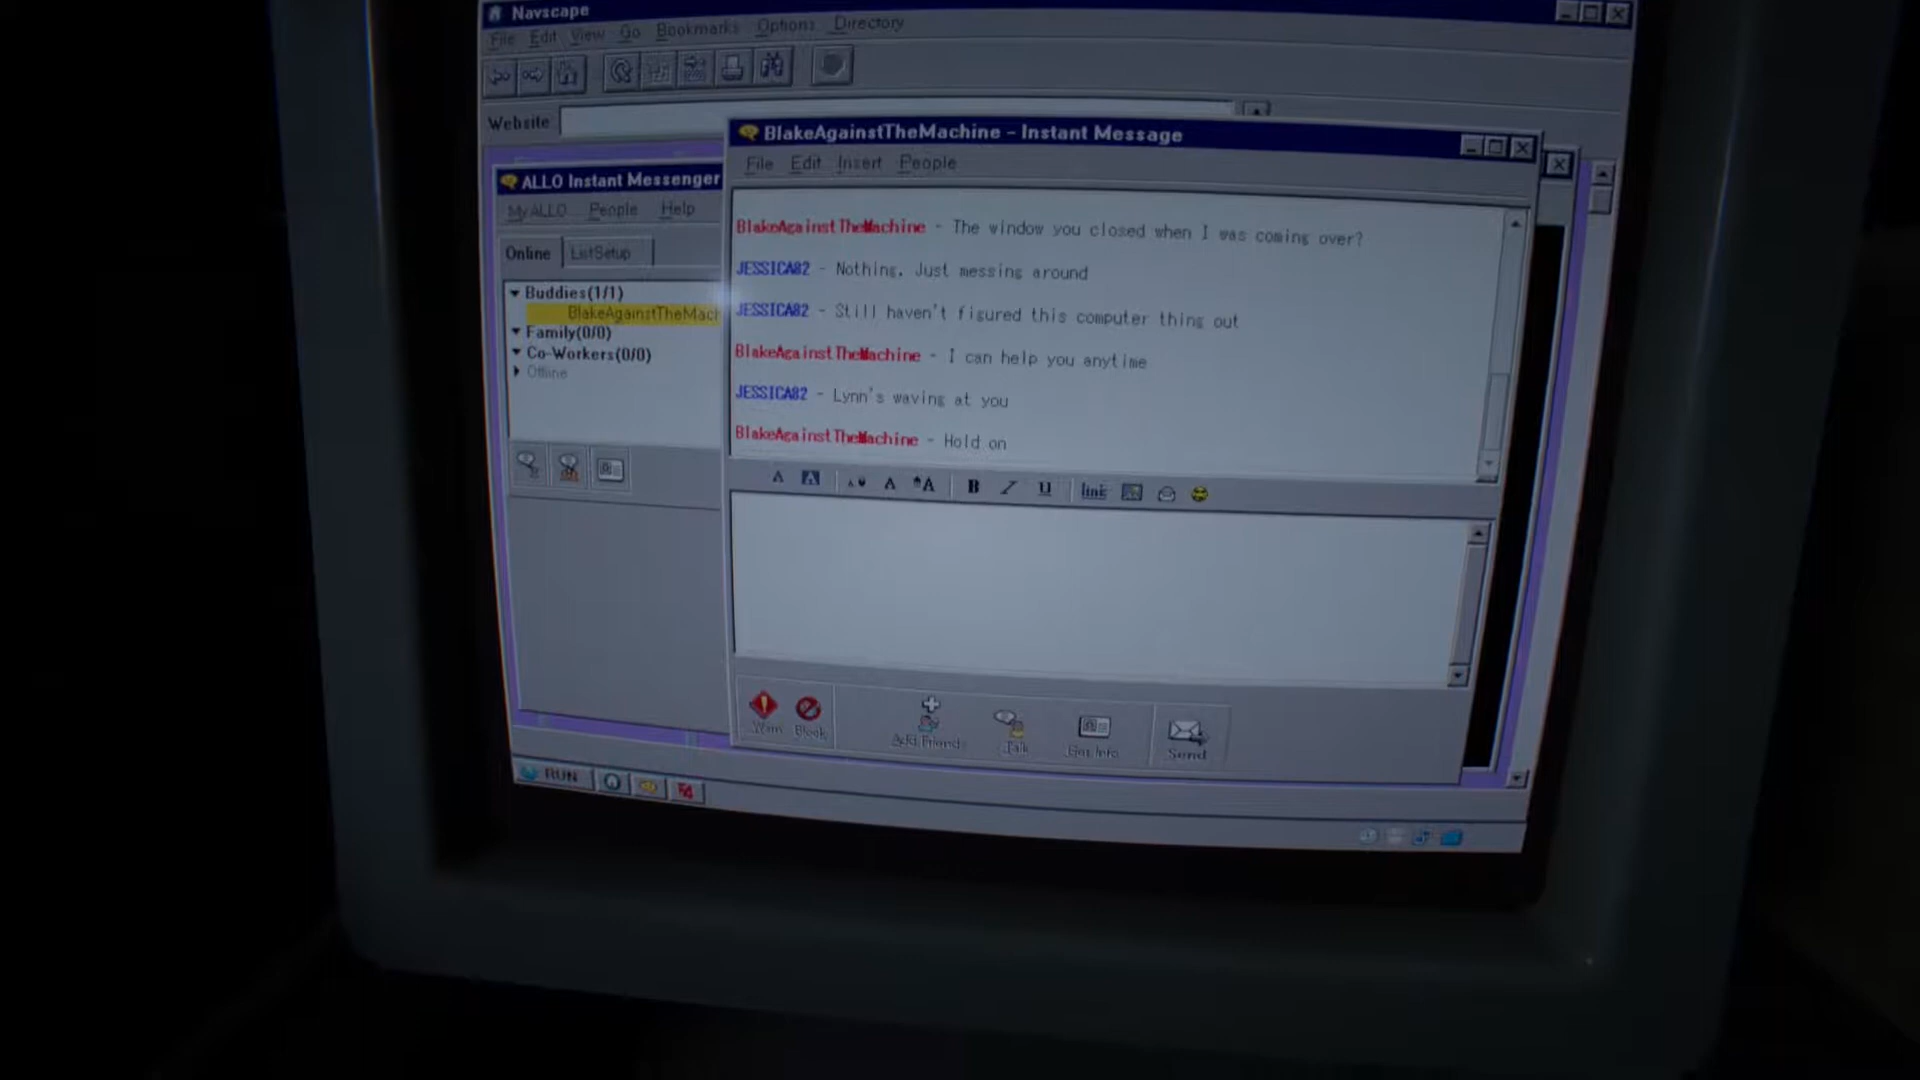 Navscape
File Edit View Go Bookmarks Options Directory
Website
BlakeAgainstTheMachine - Instant Message
File Edit Insert People
ALLO Instant Messenger
MyALLO People Help
Online ListSetup
Buddies(1/1)
BlakeAgainstTheMach
Family(0/0)
Co-Workers(0/0)
Offline
BlakeAgainstTheMachine - The window you closed when I was coming over?
JESSICA82 - Nothing. Just messing around
JESSICA82 - Still haven't figured this computer thing out
BlakeAgainstTheMachine - I can help you anytime
JESSICA82 - Lynn's waving at you
BlakeAgainstTheMachine - Hold on
A A A A A B I U link
Warn Block Add Friend Talk Get Info Send
RUN